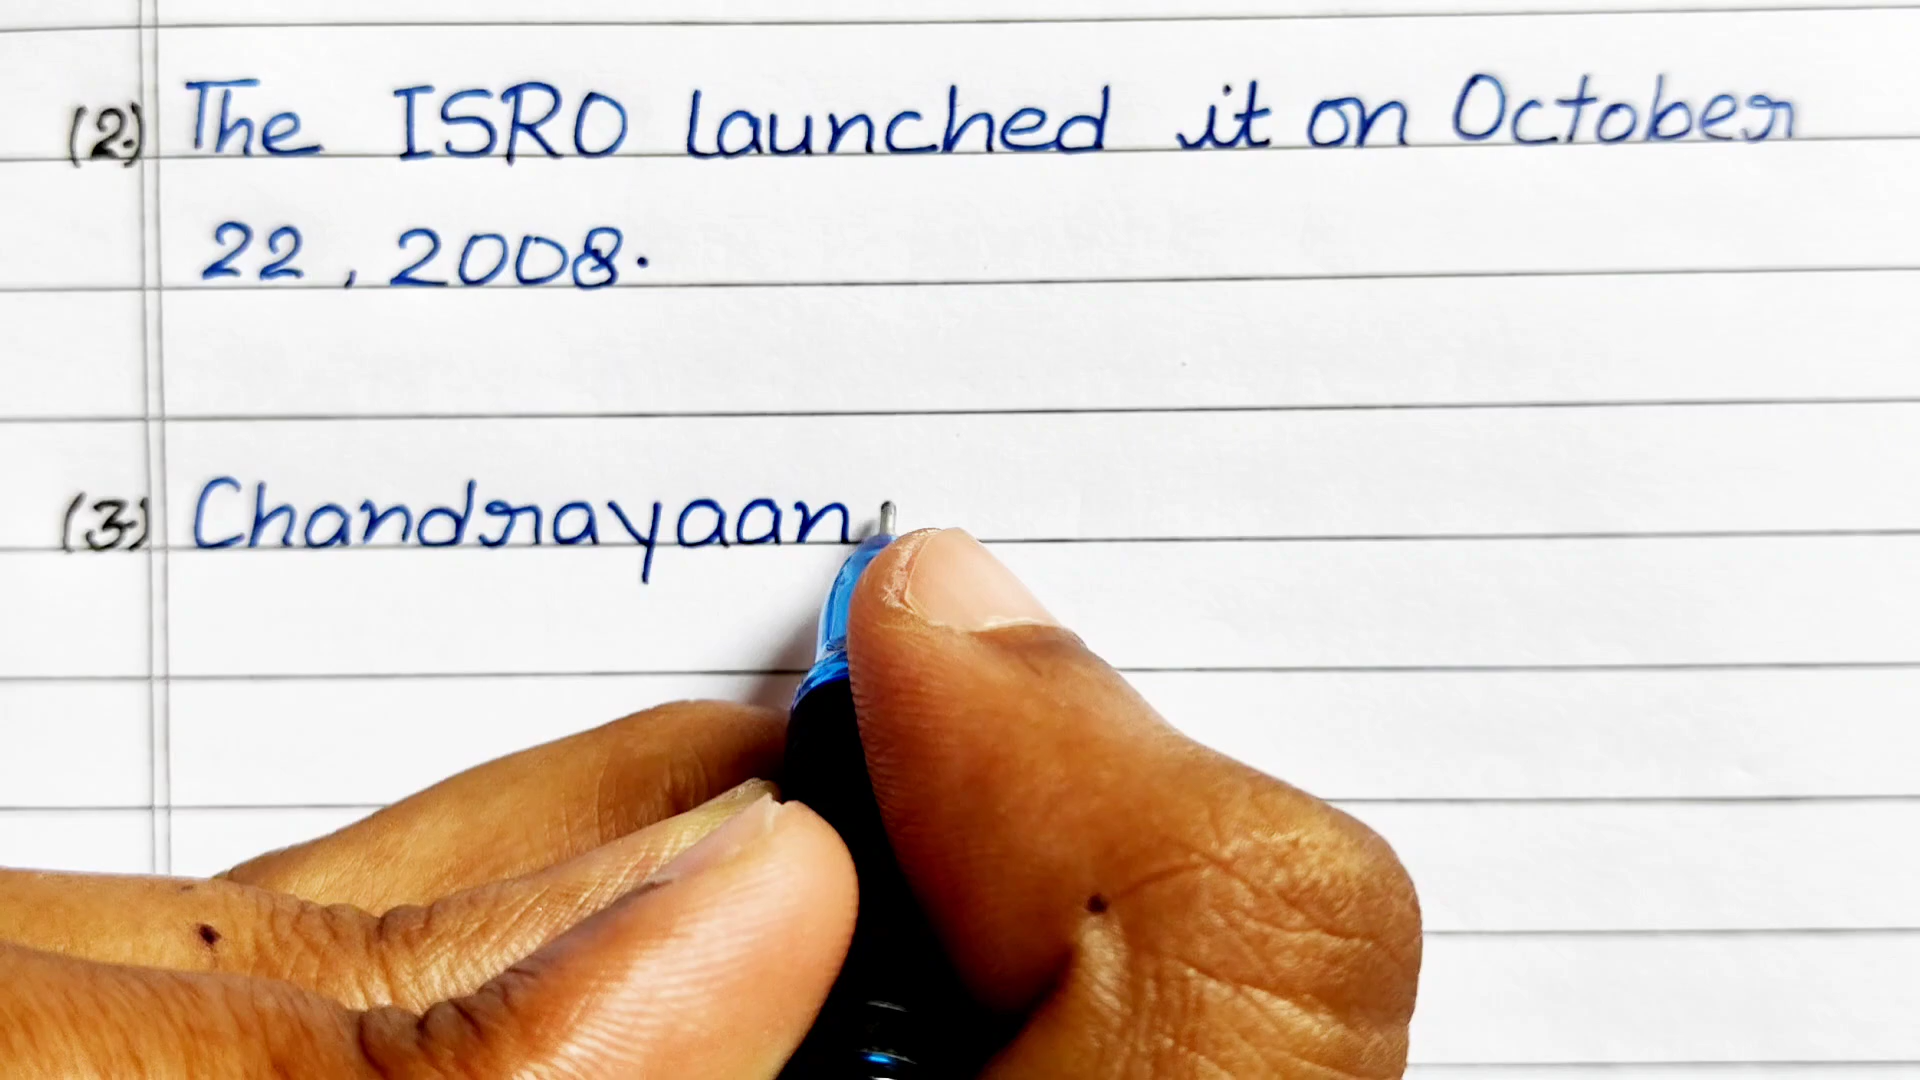 (2) The ISRO launched it on October
22, 2008.
(3) Chandrayaan